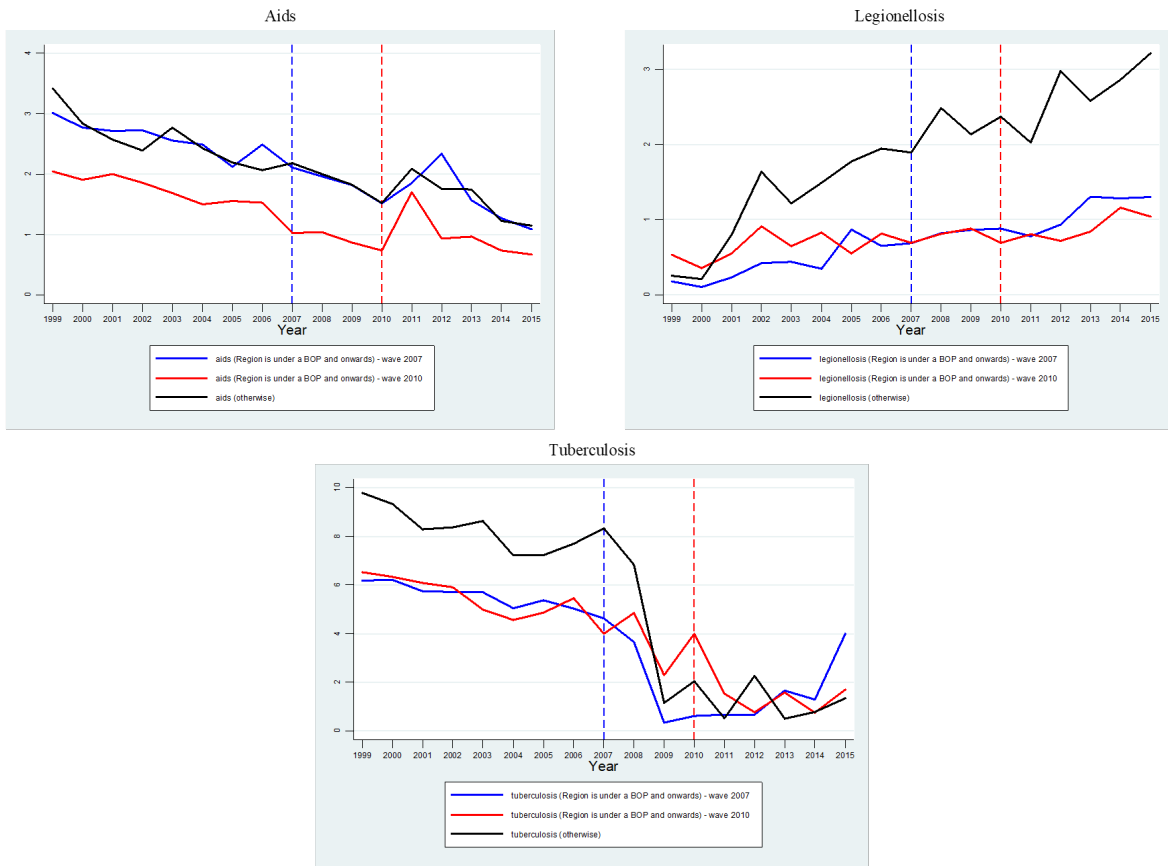 Aids
4
3
2
1
0
1999 2000 2001 2002 2003 2004 2005 2006 2007 2008 2009 2010 2011 2012 2013 2014 2015
Year
aids (Region is under a BOP and onwards) - wave 2007
aids (Region is under a BOP and onwards) - wave 2010
aids (otherwise)
Legionellosis
3
2
1
0
1999 2000 2001 2002 2003 2004 2005 2006 2007 2008 2009 2010 2011 2012 2013 2014 2015
Year
legionellosis (Region is under a BOP and onwards) - wave 2007
legionellosis (Region is under a BOP and onwards) - wave 2010
legionellosis (otherwise)
Tuberculosis
10
8
6
4
2
0
1999 2000 2001 2002 2003 2004 2005 2006 2007 2008 2009 2010 2011 2012 2013 2014 2015
Year
tuberculosis (Region is under a BOP and onwards) - wave 2007
tuberculosis (Region is under a BOP and onwards) - wave 2010
tuberculosis (otherwise)